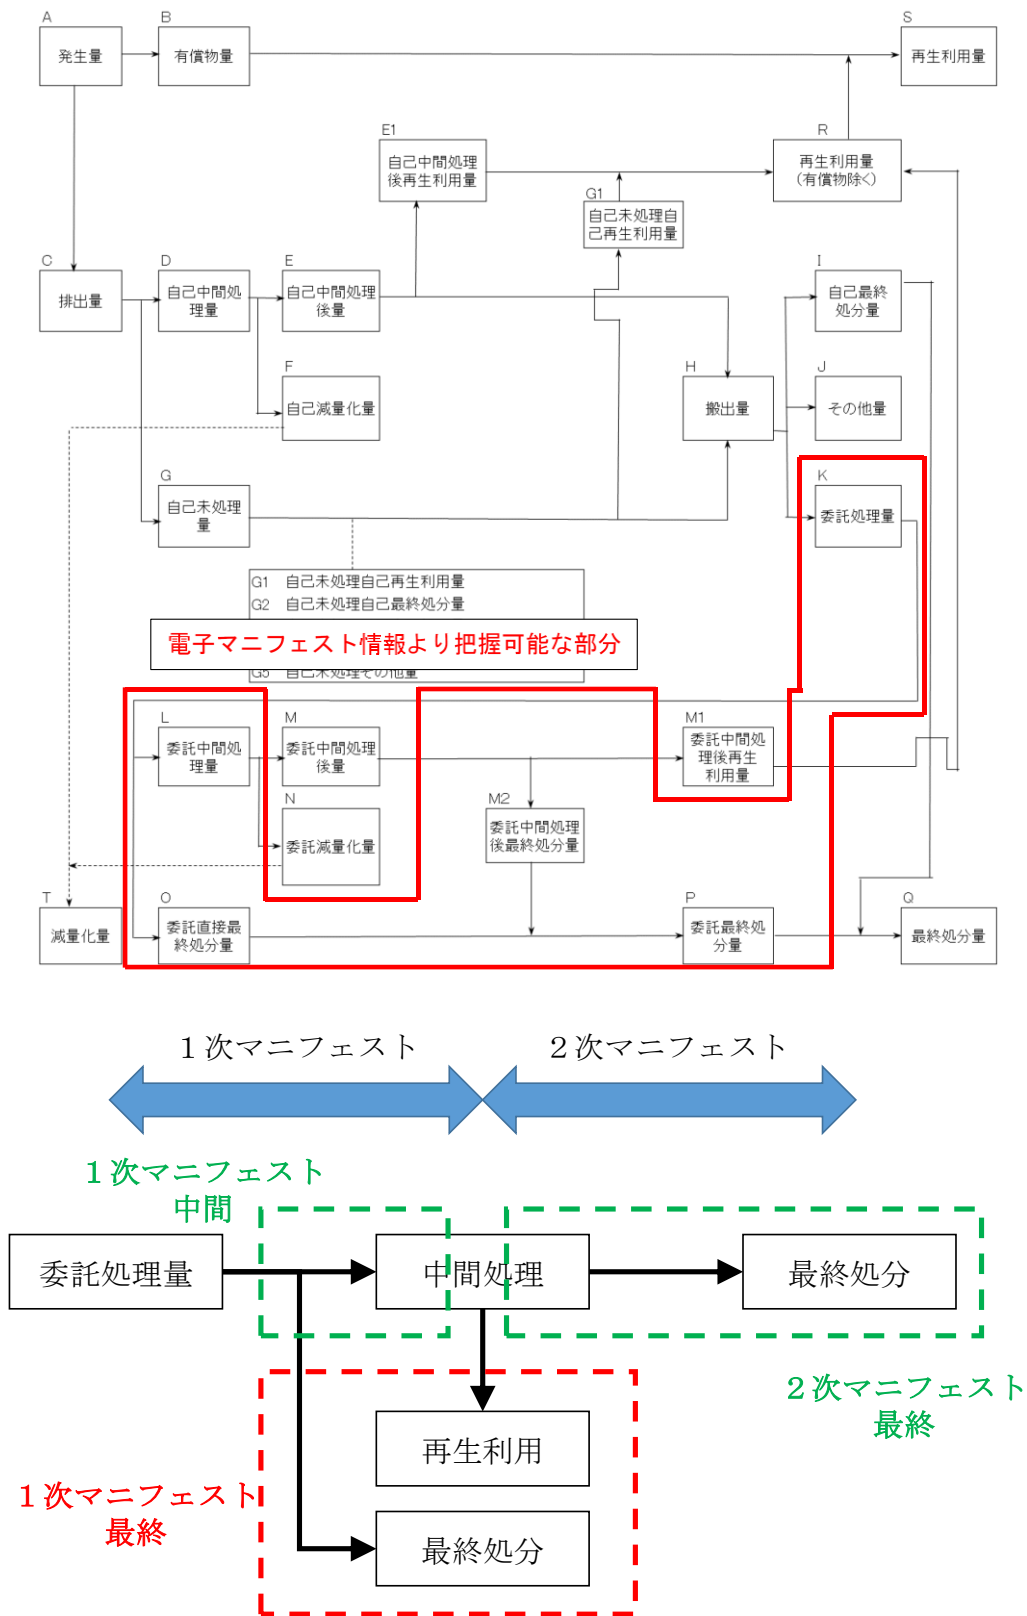 A
発生量
B
有償物量
S
再生利用量
E1
自己中間処理
後再生利用量
R
再生利用量
(有償物除く)
G1
自己未処理自
己再生利用量
C
排出量
D
自己中間処
理量
E
自己中間処理
後量
I
自己最終
処分量
F
自己減量化量
H
搬出量
J
その他量
G
自己未処理
量
K
委託処理量
G1 自己未処理自己再生利用量
G2 自己未処理自己最終処分量
電子マニフェスト情報より把握可能な部分
G5 自己未処理その他量
L
委託中間処
理量
M
委託中間処理
後量
M1
委託中間処
理後再生
利用量
N
委託減量化量
M2
委託中間処理
後最終処分量
T
減量化量
O
委託直接最
終処分量
P
委託最終処
分量
Q
最終処分量
1次マニフェスト
2次マニフェスト
1次マニフェスト
中間
委託処理量
中間処理
最終処分
2次マニフェスト
最終
再生利用
1次マニフェスト
最終
最終処分